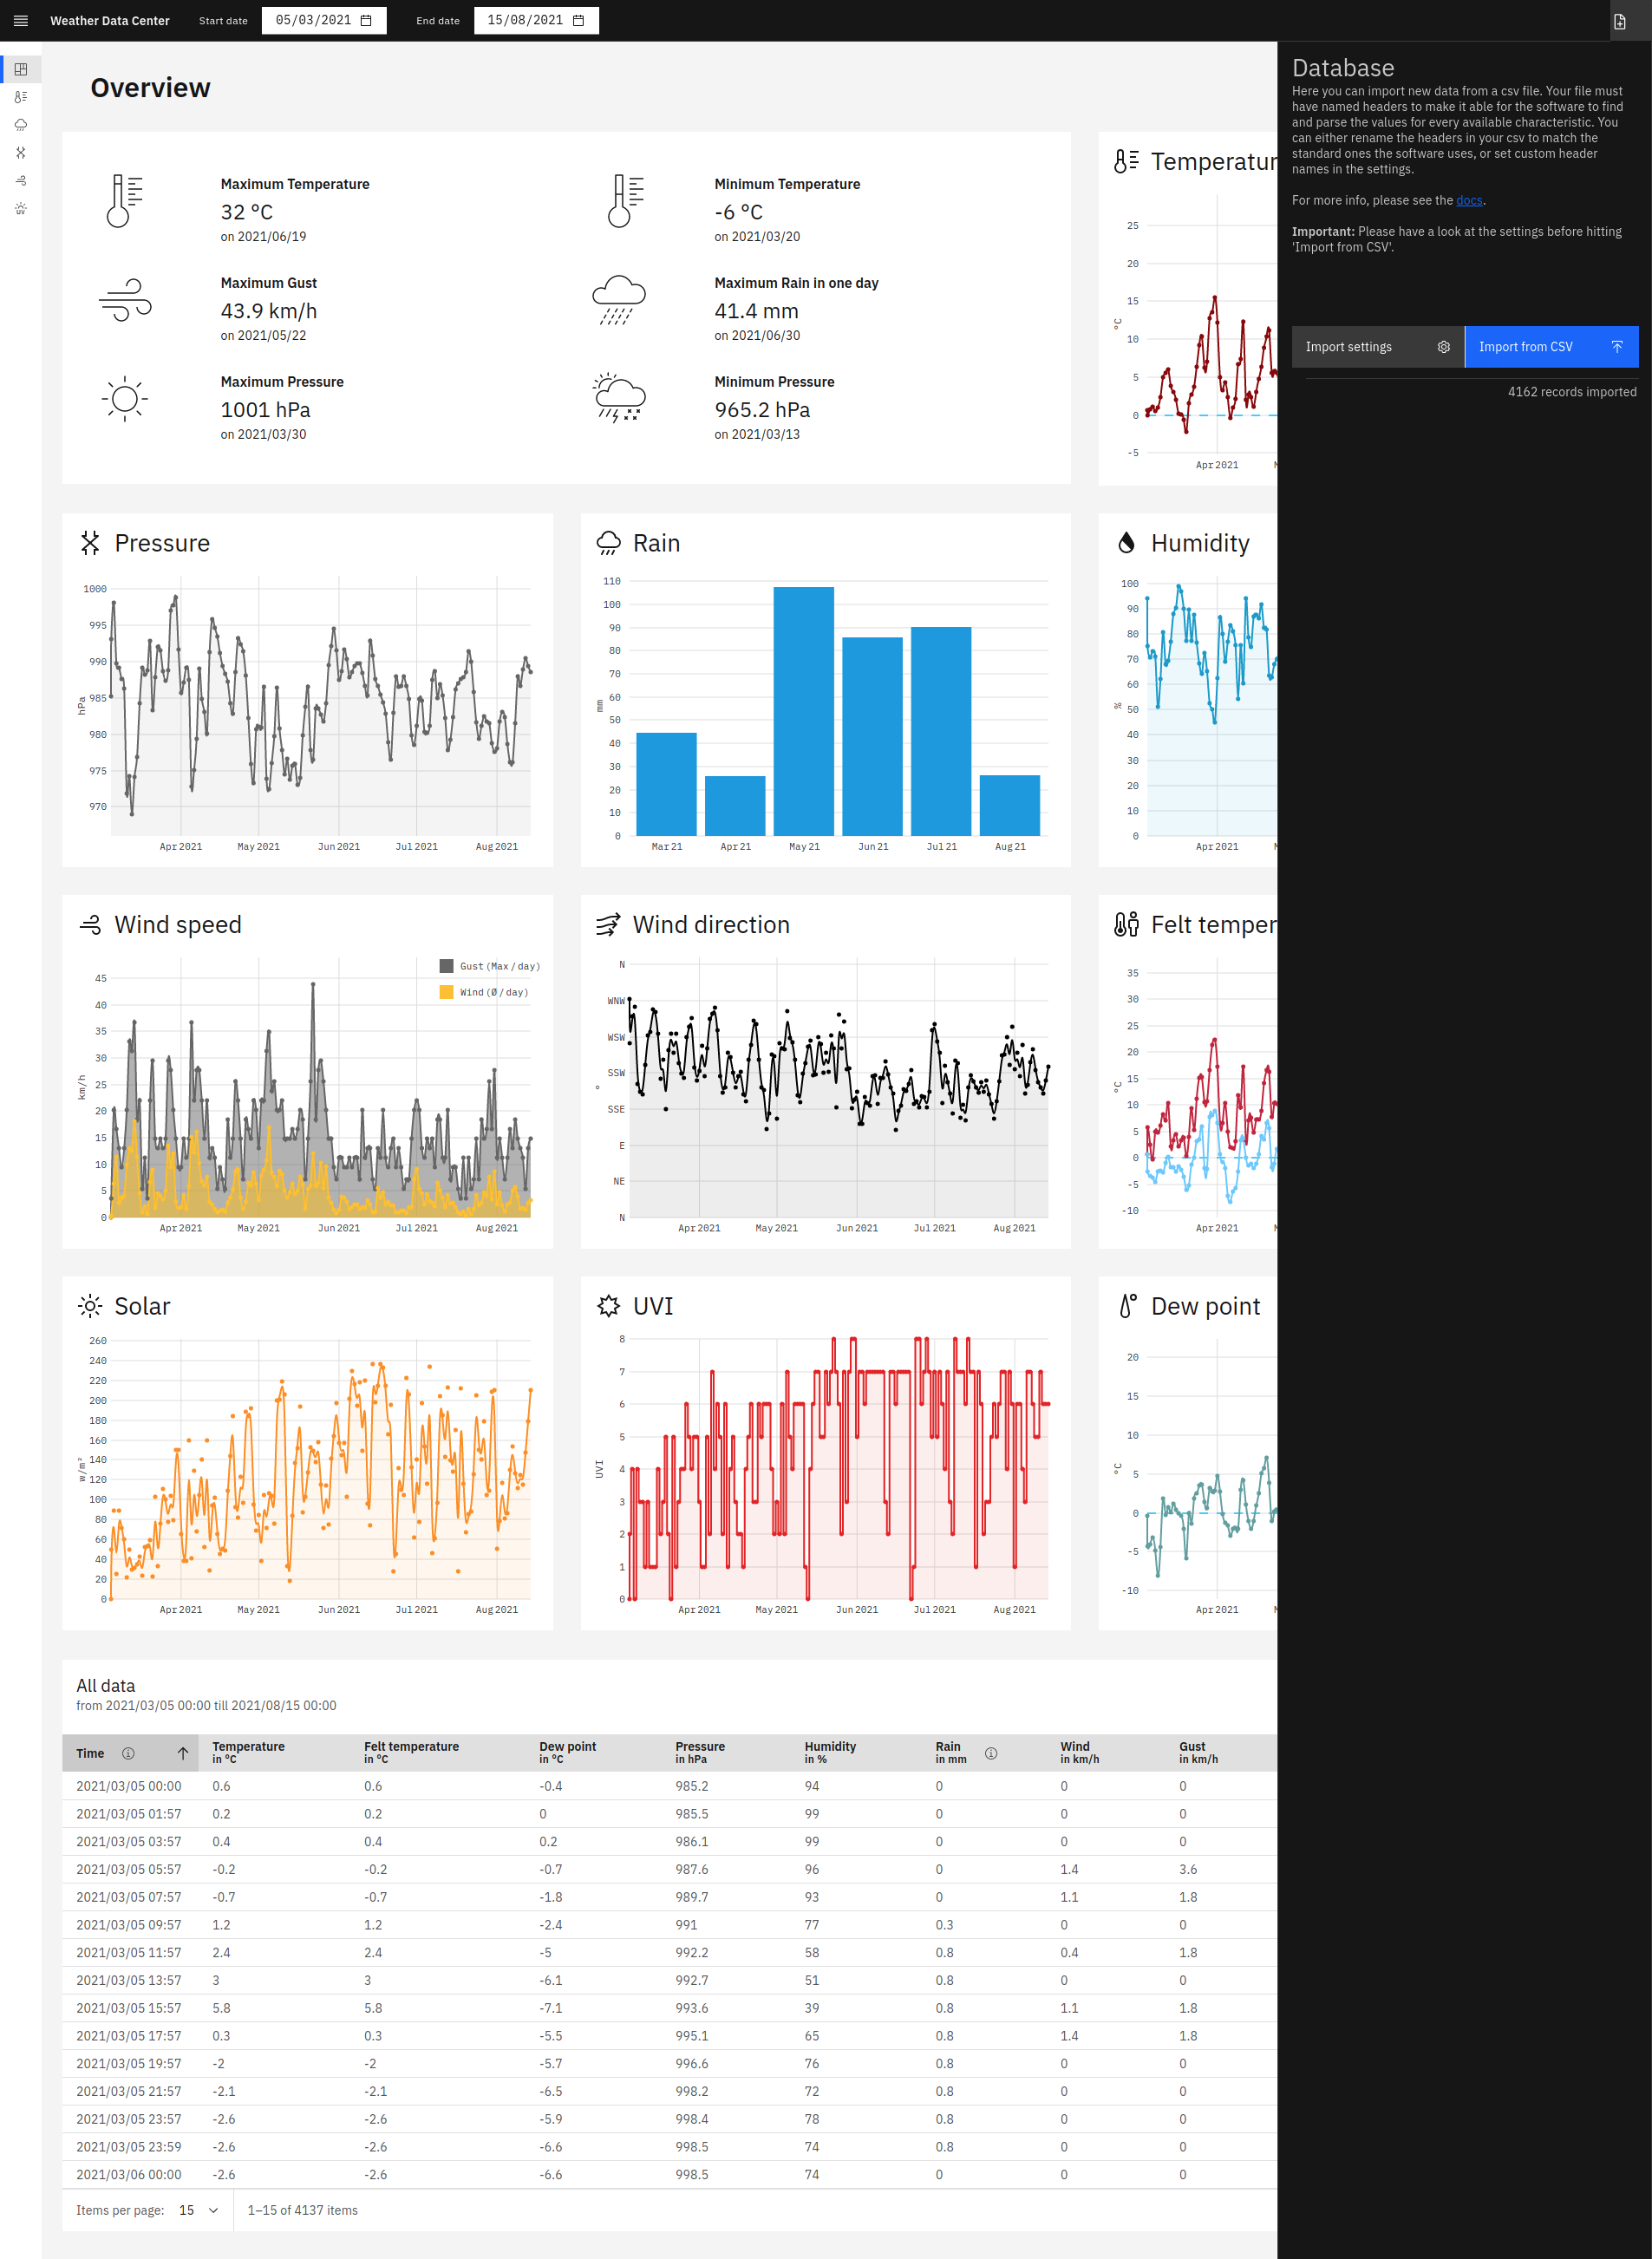 Weather Data Center
Start date
05/03/2021
End date
15/08/2021
Overview
Maximum Temperature
32 °C
on 2021/06/19
Minimum Temperature
-6 °C
on 2021/03/20
Maximum Gust
43.9 km/h
on 2021/05/22
Maximum Rain in one day
41.4 mm
on 2021/06/30
Maximum Pressure
1001 hPa
on 2021/03/30
Minimum Pressure
965.2 hPa
on 2021/03/13
Temperatur
°C
25
20
15
10
5
0
-5
Apr 2021
Database
Here you can import new data from a csv file. Your file must
have named headers to make it able for the software to find
and parse the values for every available characteristic. You
can either rename the headers in your csv to match the
standard ones the software uses, or set custom header
names in the settings.
For more info, please see the docs.
Important: Please have a look at the settings before hitting
'Import from CSV'.
Import settings
Import from CSV
4162 records imported
Pressure
hPa
1000
995
990
985
980
975
970
Apr 2021 May 2021 Jun 2021 Jul 2021 Aug 2021
Rain
mm
110
100
90
80
70
60
50
40
30
20
10
0
Mar 21 Apr 21 May 21 Jun 21 Jul 21 Aug 21
Humidity
%
100
90
80
70
60
50
40
30
20
10
0
Apr 2021
Wind speed
km/h
Gust (Max / day)
Wind (Ø / day)
45
40
35
30
25
20
15
10
5
0
Apr 2021 May 2021 Jun 2021 Jul 2021 Aug 2021
Wind direction
°
N
WNW
WSW
SSW
SSE
E
NE
N
Apr 2021 May 2021 Jun 2021 Jul 2021 Aug 2021
Felt temper
°C
35
30
25
20
15
10
5
0
-5
-10
Apr 2021
Solar
w/m²
260
240
220
200
180
160
140
120
100
80
60
40
20
0
Apr 2021 May 2021 Jun 2021 Jul 2021 Aug 2021
UVI
UVI
8
7
6
5
4
3
2
1
0
Apr 2021 May 2021 Jun 2021 Jul 2021 Aug 2021
Dew point
°C
20
15
10
5
0
-5
-10
Apr 2021
All data
from 2021/03/05 00:00 till 2021/08/15 00:00
Time Temperature Felt temperature Dew point Pressure Humidity Rain Wind Gust
in °C in °C in °C in hPa in % in mm in km/h in km/h
2021/03/05 00:00 0.6 0.6 -0.4 985.2 94 0 0 0
2021/03/05 01:57 0.2 0.2 0 985.5 99 0 0 0
2021/03/05 03:57 0.4 0.4 0.2 986.1 99 0 0 0
2021/03/05 05:57 -0.2 -0.2 -0.7 987.6 96 0 1.4 3.6
2021/03/05 07:57 -0.7 -0.7 -1.8 989.7 93 0 1.1 1.8
2021/03/05 09:57 1.2 1.2 -2.4 991 77 0.3 0 0
2021/03/05 11:57 2.4 2.4 -5 992.2 58 0.8 0.4 1.8
2021/03/05 13:57 3 3 -6.1 992.7 51 0.8 0 0
2021/03/05 15:57 5.8 5.8 -7.1 993.6 39 0.8 1.1 1.8
2021/03/05 17:57 0.3 0.3 -5.5 995.1 65 0.8 1.4 1.8
2021/03/05 19:57 -2 -2 -5.7 996.6 76 0.8 0 0
2021/03/05 21:57 -2.1 -2.1 -6.5 998.2 72 0.8 0 0
2021/03/05 23:57 -2.6 -2.6 -5.9 998.4 78 0.8 0 0
2021/03/05 23:59 -2.6 -2.6 -6.6 998.5 74 0.8 0 0
2021/03/06 00:00 -2.6 -2.6 -6.6 998.5 74 0 0 0
Items per page: 15
1–15 of 4137 items